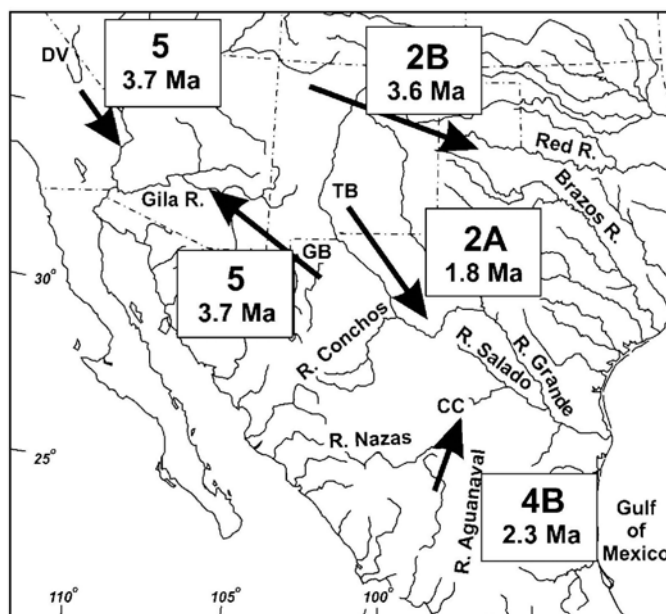 DV
5
3.7 Ma
2B
3.6 Ma
Red R.
Brazos R.
TB
Gila R.
GB
2A
1.8 Ma
5
3.7 Ma
30°
R. Conchos
R. Salado
R. Grande
CC
R. Nazas
25°
R. Aguanaval
4B
2.3 Ma
Gulf
of
Mexico
110°
105°
100°